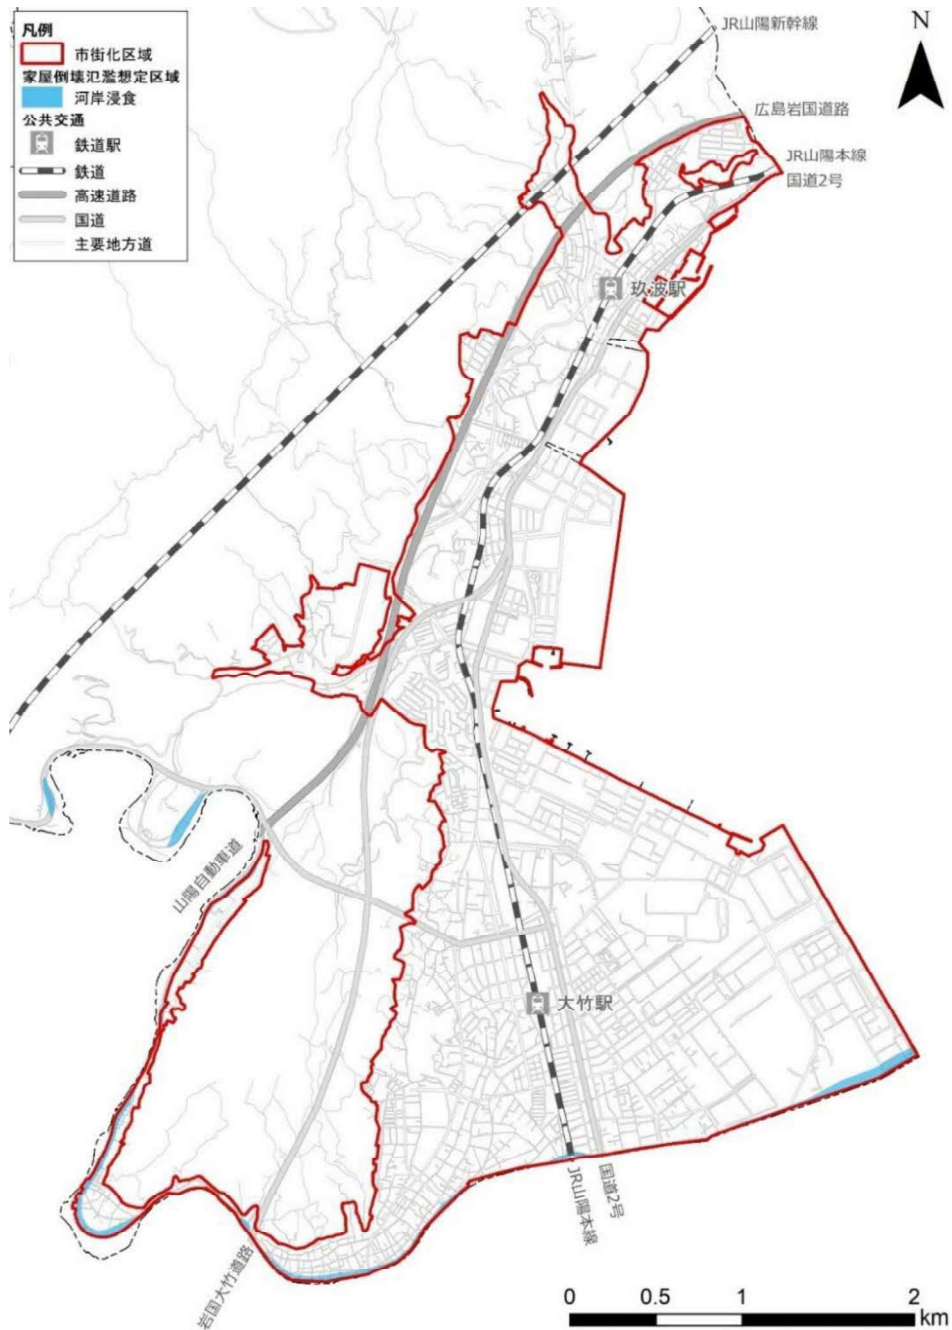 凡例
市街化区域
家屋倒壊氾濫想定区域
河岸浸食
公共交通
鉄道駅
鉄道
高速道路
国道
主要地方道
JR山陽新幹線
N
広島岩国道路
JR山陽本線
国道2号
玖波駅
山陽自動車道
大竹駅
国道2号
JR山陽本線
岩国大竹道路
0 0.5 1 2
km